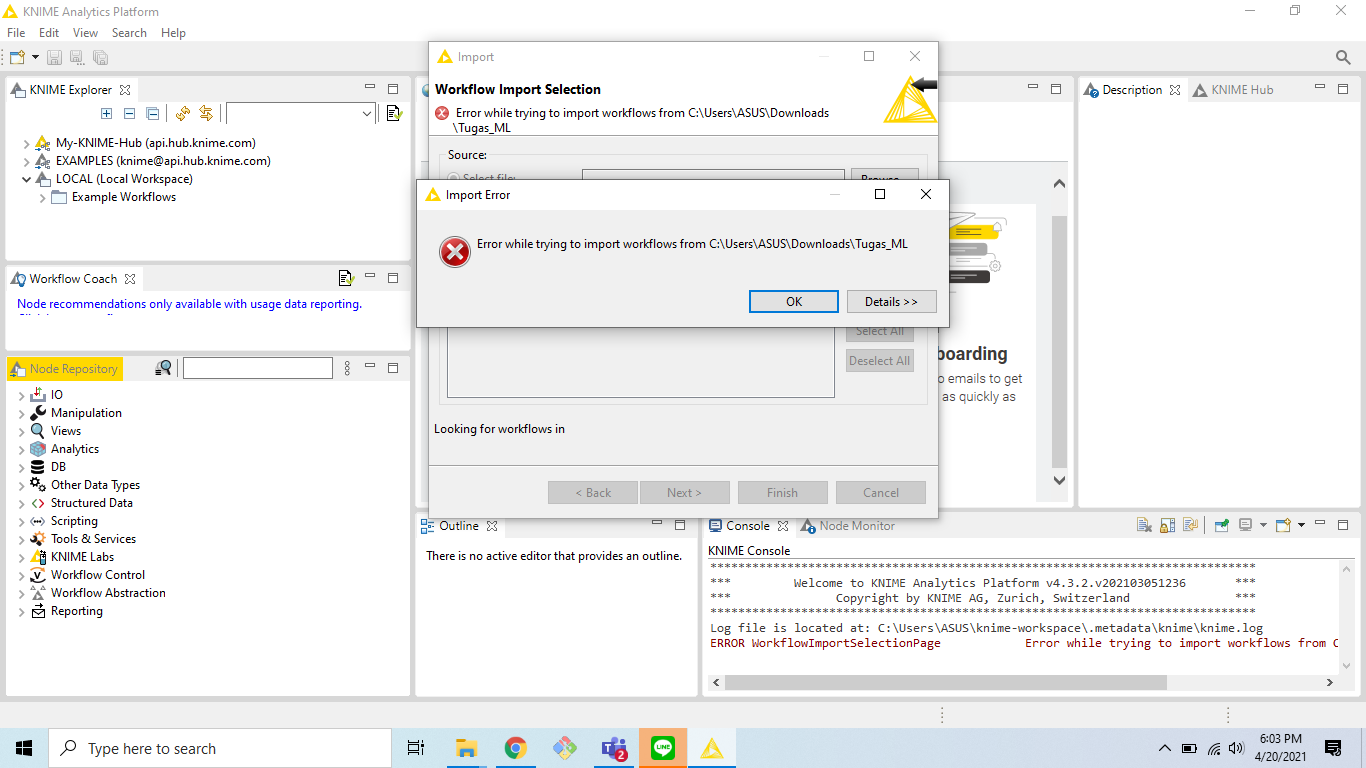 KNIME Analytics Platform
File Edit View Search Help
KNIME Explorer
My-KNIME-Hub (api.hub.knime.com)
EXAMPLES (knime@api.hub.knime.com)
LOCAL (Local Workspace)
Example Workflows
Workflow Coach
Node recommendations only available with usage data reporting.
Node Repository
IO
Manipulation
Views
Analytics
DB
Other Data Types
Structured Data
Scripting
Tools & Services
KNIME Labs
Workflow Control
Workflow Abstraction
Reporting
Import
Workflow Import Selection
Error while trying to import workflows from C:\Users\ASUS\Downloads
\Tugas_ML
Source:
Select file:
Browse...
Import Error
Error while trying to import workflows from C:\Users\ASUS\Downloads\Tugas_ML
OK
Details >>
Select All
Deselect All
Looking for workflows in
< Back
Next >
Finish
Cancel
boarding
o emails to get
as quickly as
Description
KNIME Hub
Outline
There is no active editor that provides an outline.
Console
Node Monitor
KNIME Console
******************************************************************************
*** Welcome to KNIME Analytics Platform v4.3.2.v202103051236 ***
*** Copyright by KNIME AG, Zurich, Switzerland ***
******************************************************************************
Log file is located at: C:\Users\ASUS\knime-workspace\.metadata\knime\knime.log
ERROR WorkflowImportSelectionPage Error while trying to import workflows from C
Type here to search
2
LINE
6:03 PM
4/20/2021